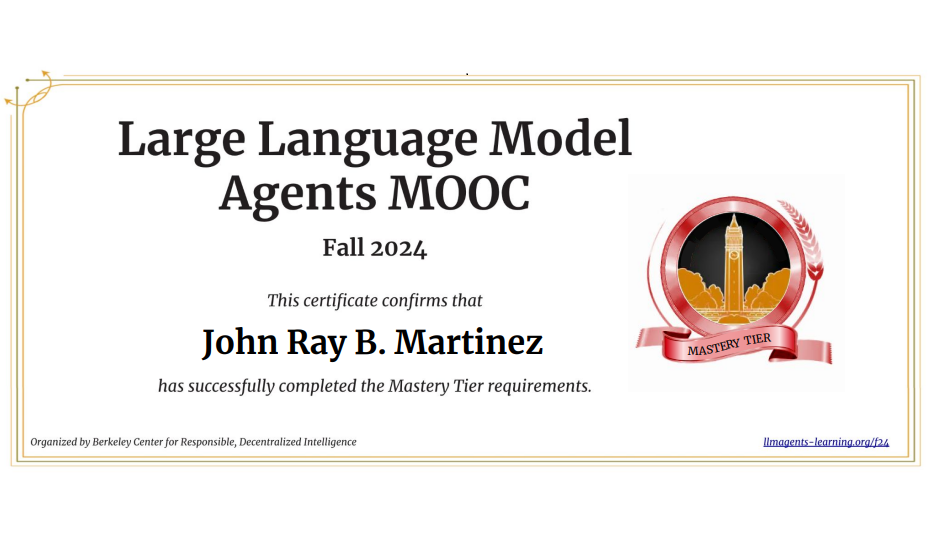 Large Language Model
Agents MOOC
Fall 2024
This certificate confirms that
John Ray B. Martinez
has successfully completed the Mastery Tier requirements.
MASTERY TIER
Organized by Berkeley Center for Responsible, Decentralized Intelligence
llmagents-learning.org/f24